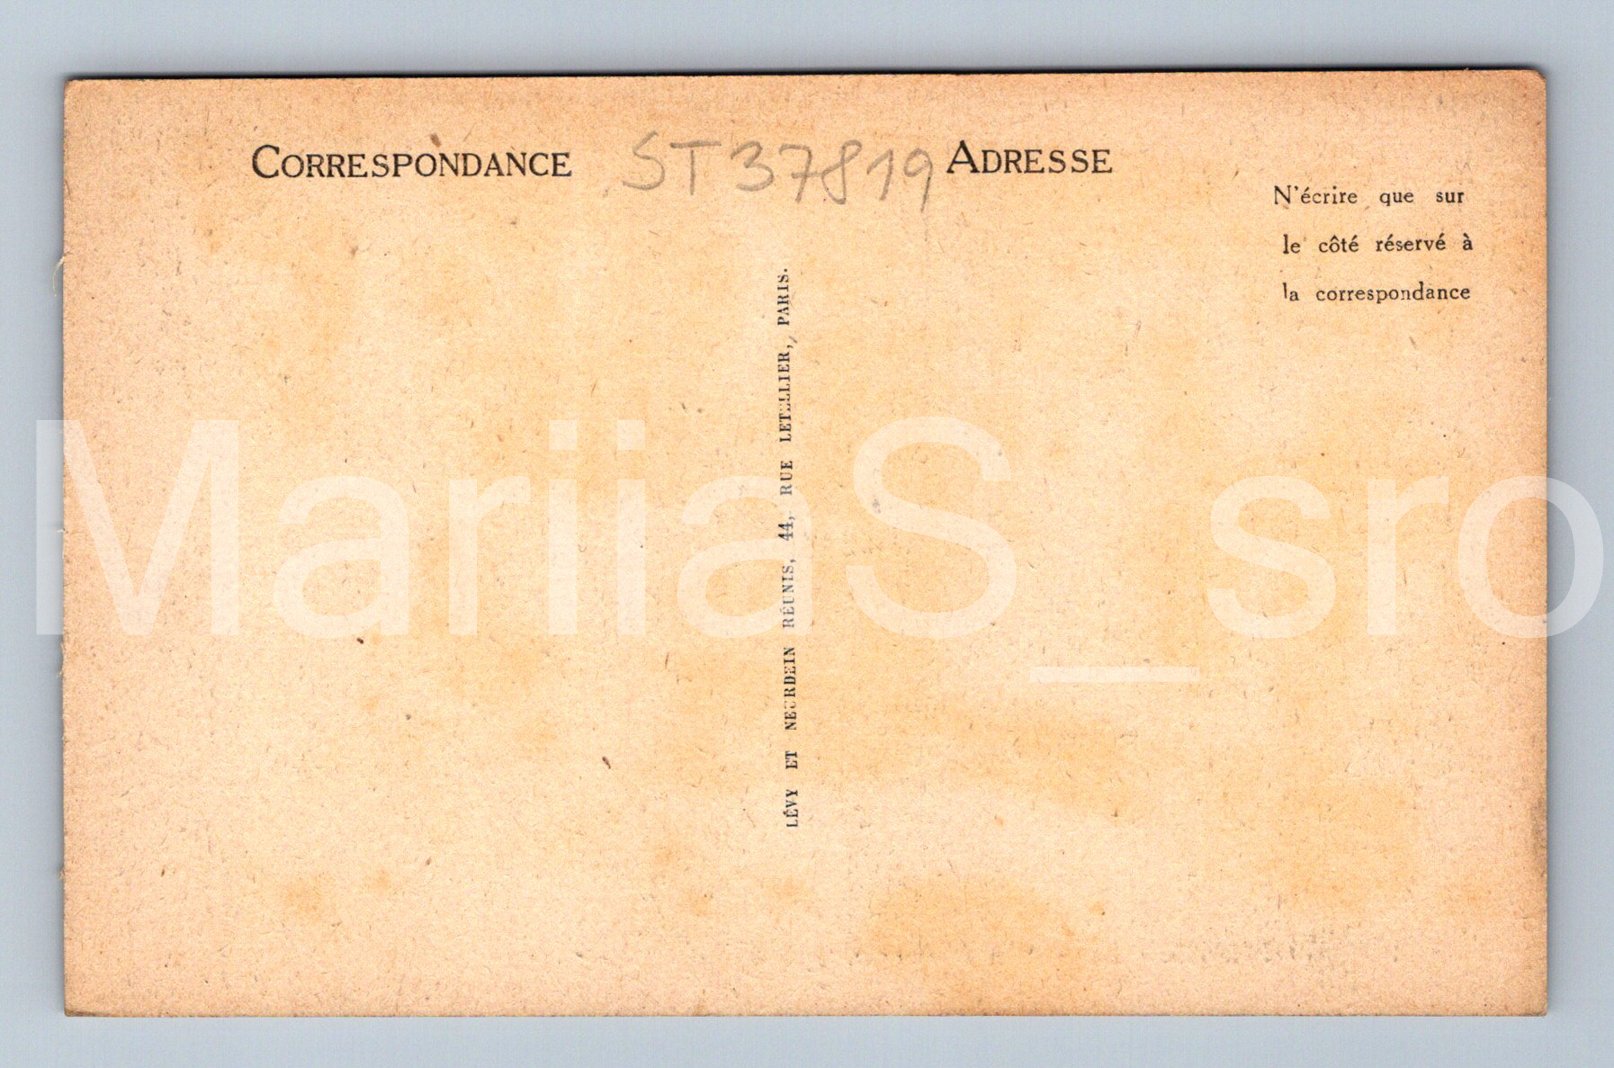 CORRESPONDANCE
ST37819
ADRESSE
N'écrire que sur
le côté réservé à
la correspondance
LÉVY ET NEURDEIN RÉUNIS, 44, RUE LETELLIER, PARIS.
MariiaS_sro